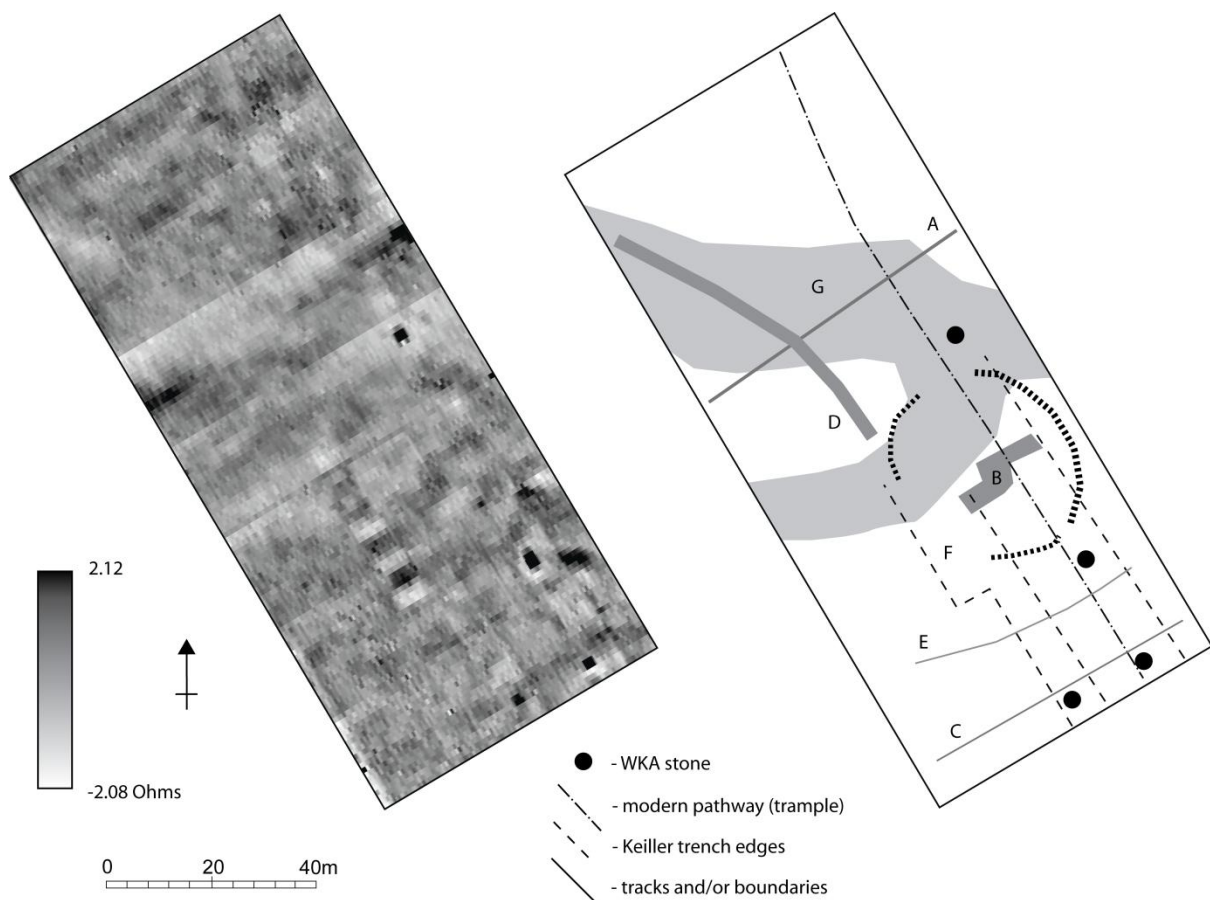 A
G
D
B
F
E
C
2.12
-2.08 Ohms
0 20 40m
- WKA stone
- modern pathway (trample)
- Keiller trench edges
- tracks and/or boundaries